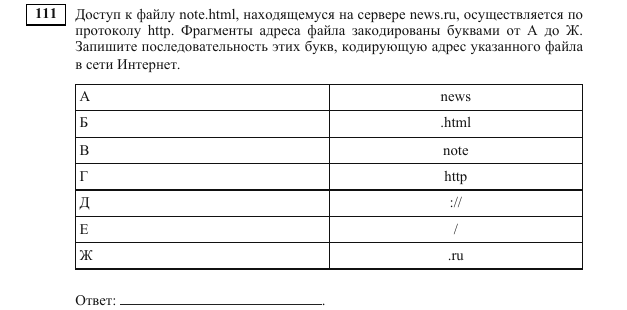 111 Доступ к файлу note.html, находящемуся на сервере news.ru, осуществляется по
протоколу http. Фрагменты адреса файла закодированы буквами от А до Ж.
Запишите последовательность этих букв, кодирующую адрес указанного файла
в сети Интернет.
А news
Б .html
В note
Г http
Д ://
Е /
Ж .ru
Ответ: ____________________________.